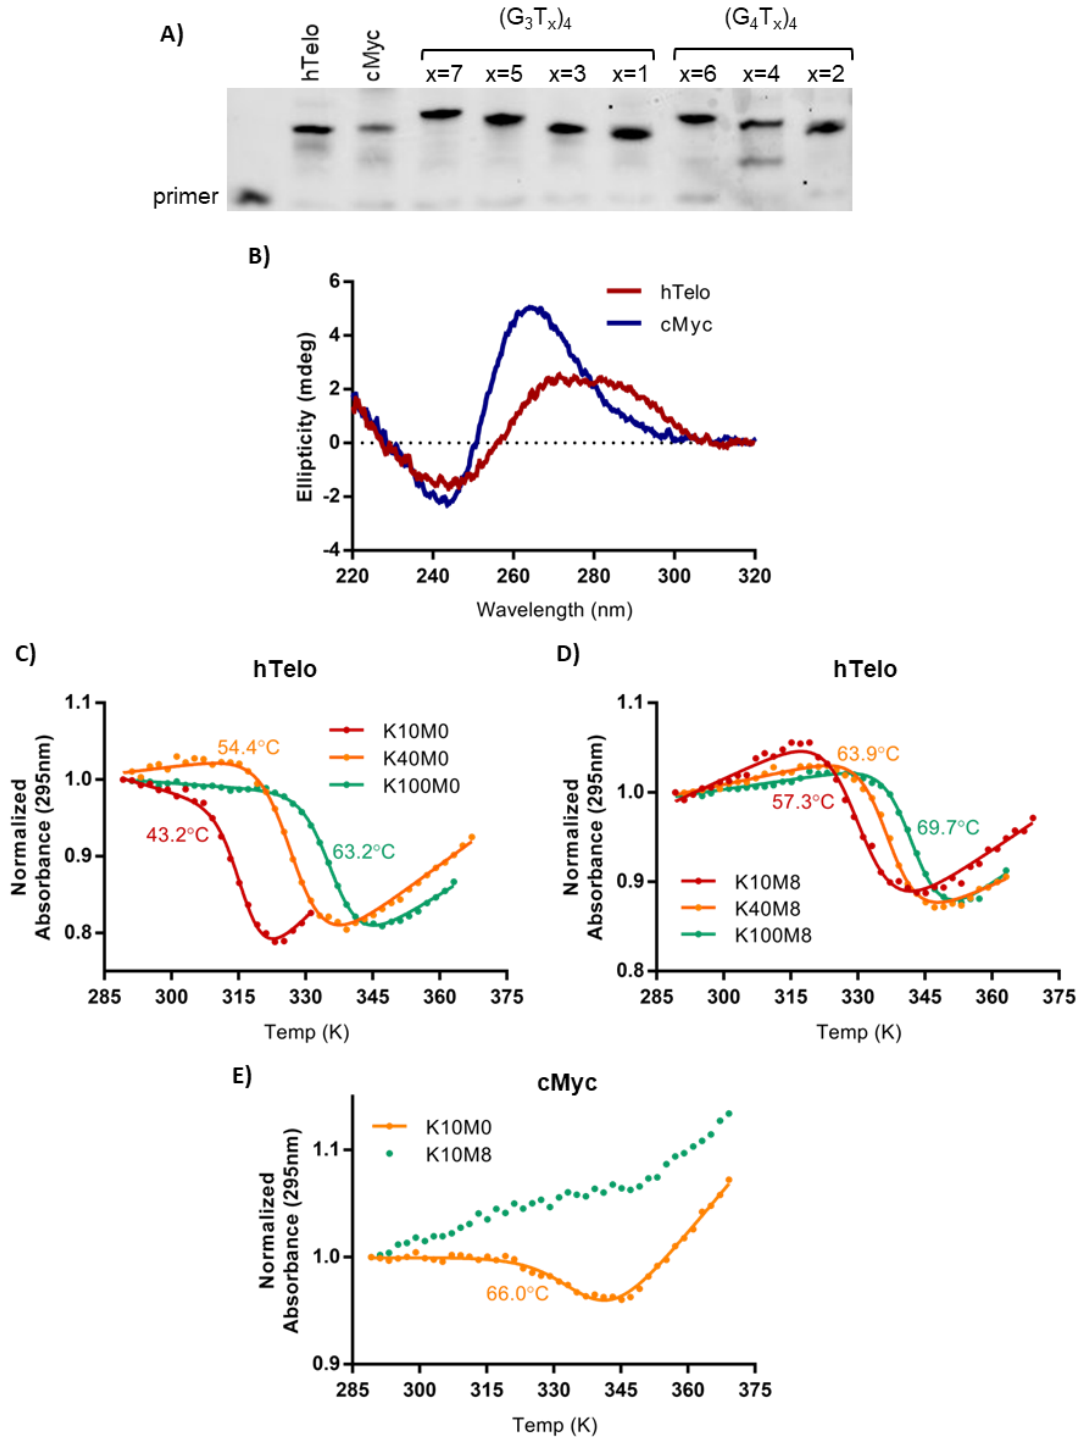 A)
(G3Tx)4
(G4Tx)4
hTelo
cMyc
x=7 x=5 x=3 x=1 x=6 x=4 x=2
primer
B)
6
4
2
0
-2
-4
Ellipticity (mdeg)
hTelo
cMyc
220 240 260 280 300 320
Wavelength (nm)
C)
hTelo
1.1
1.0
0.9
0.8
Normalized
Absorbance (295nm)
K10M0
K40M0
K100M0
54.4°C
43.2°C
63.2°C
285 300 315 330 345 360 375
Temp (K)
D)
hTelo
1.1
1.0
0.9
0.8
Normalized
Absorbance (295nm)
63.9°C
57.3°C
69.7°C
K10M8
K40M8
K100M8
285 300 315 330 345 360 375
Temp (K)
E)
cMyc
1.1
1.0
0.9
Normalized
Absorbance (295nm)
K10M0
K10M8
66.0°C
285 300 315 330 345 360 375
Temp (K)